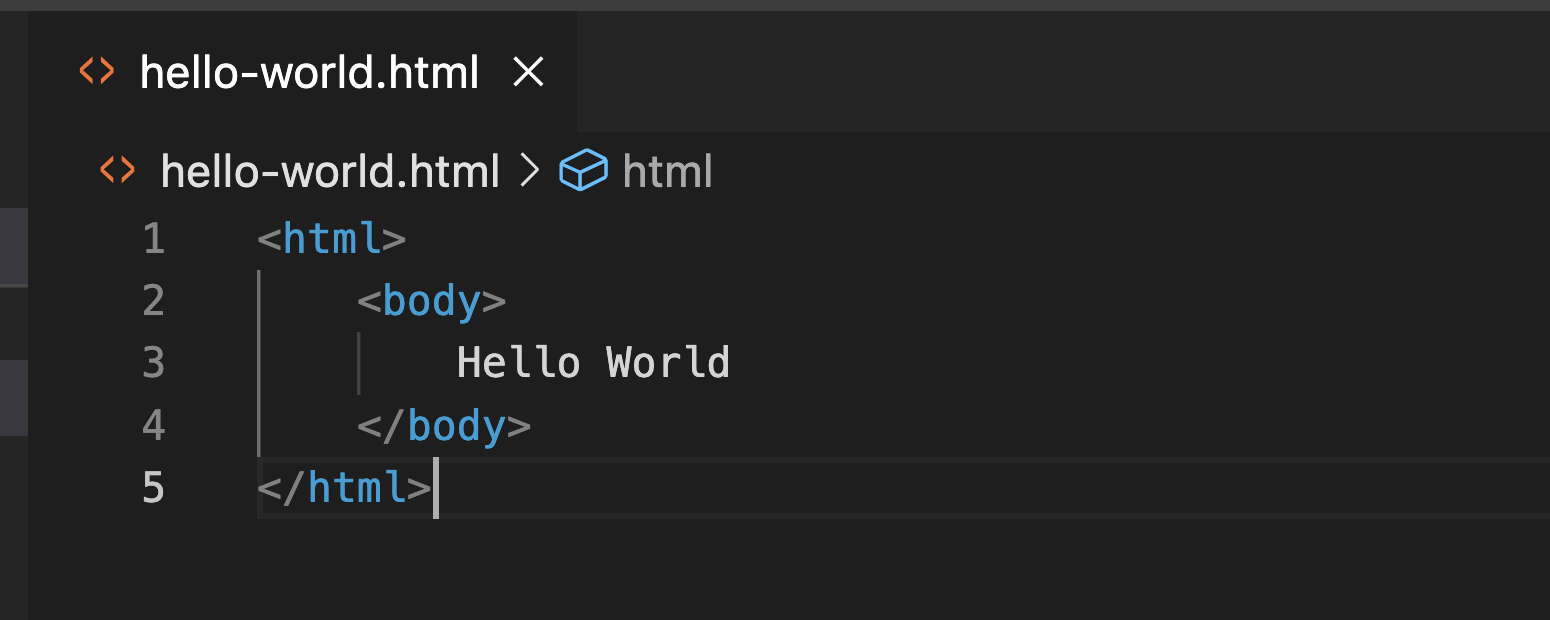 hello-world.html
hello-world.html > html
1 <html>
2     <body>
3         Hello World
4     </body>
5 </html>